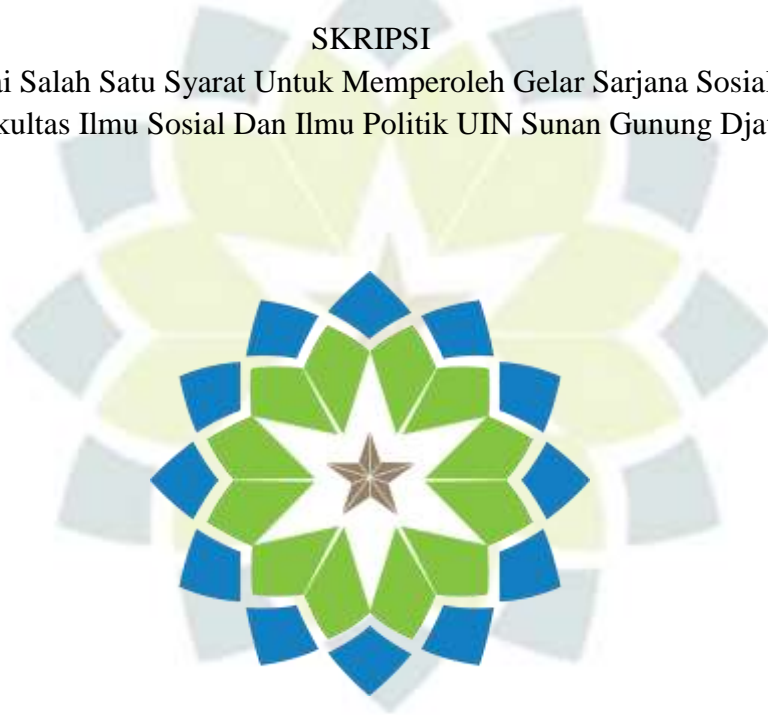 SKRIPSI
i Salah Satu Syarat Untuk Memperoleh Gelar Sarjana Sosial
kultas Ilmu Sosial Dan Ilmu Politik UIN Sunan Gunung Dja